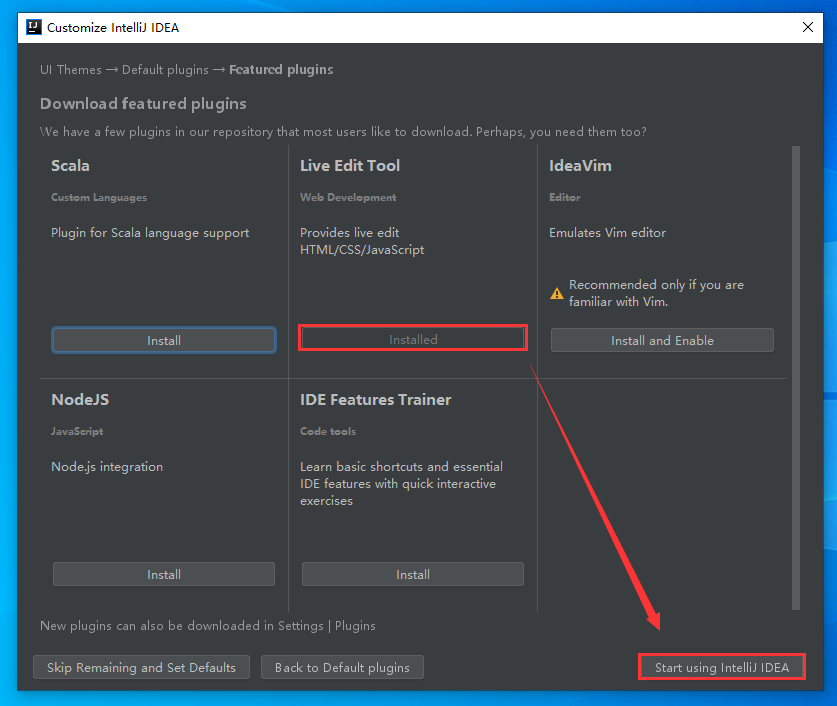 IJ
Customize IntelliJ IDEA
UI Themes → Default plugins → Featured plugins
Download featured plugins
We have a few plugins in our repository that most users like to download. Perhaps, you need them too?
Scala
Custom Languages
Plugin for Scala language support
Install
Live Edit Tool
Web Development
Provides live edit
HTML/CSS/JavaScript
Installed
IdeaVim
Editor
Emulates Vim editor
Recommended only if you are
familiar with Vim.
Install and Enable
NodeJS
JavaScript
Node.js integration
Install
IDE Features Trainer
Code tools
Learn basic shortcuts and essential
IDE features with quick interactive
exercises
Install
New plugins can also be downloaded in Settings | Plugins
Skip Remaining and Set Defaults
Back to Default plugins
Start using IntelliJ IDEA